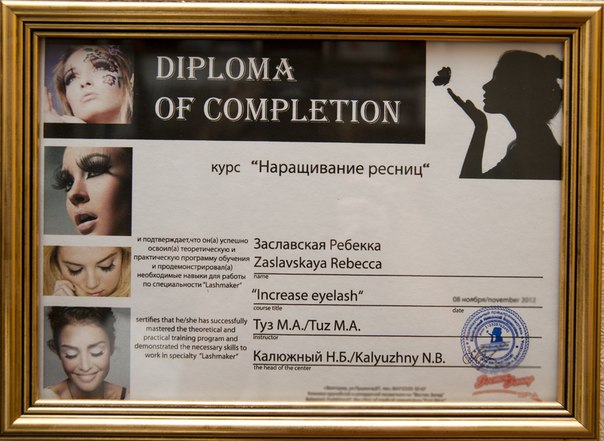 DIPLOMA
OF COMPLETION
курс "Наращивание ресниц"
и подтверждает,что он(а) успешно
освоил(а) теоретическую и
практическую программу обучения
и продемонстрировал(а)
необходимые навыки для работы
по специальности "Lashmaker"
Заславская Ребекка
Zaslavskaya Rebecca
name
"Increase eyelash"
08 ноября/november 2012
course title
date
sertifies that he/she has successfully
mastered the theoretical and
practical training program and
demonstrated the necessary skills to
work in specialty "Lashmaker"
Туз М.А./Tuz M.A.
instructor
Калюжный Н.Б./Kalyuzhny N.B.
the head of the center